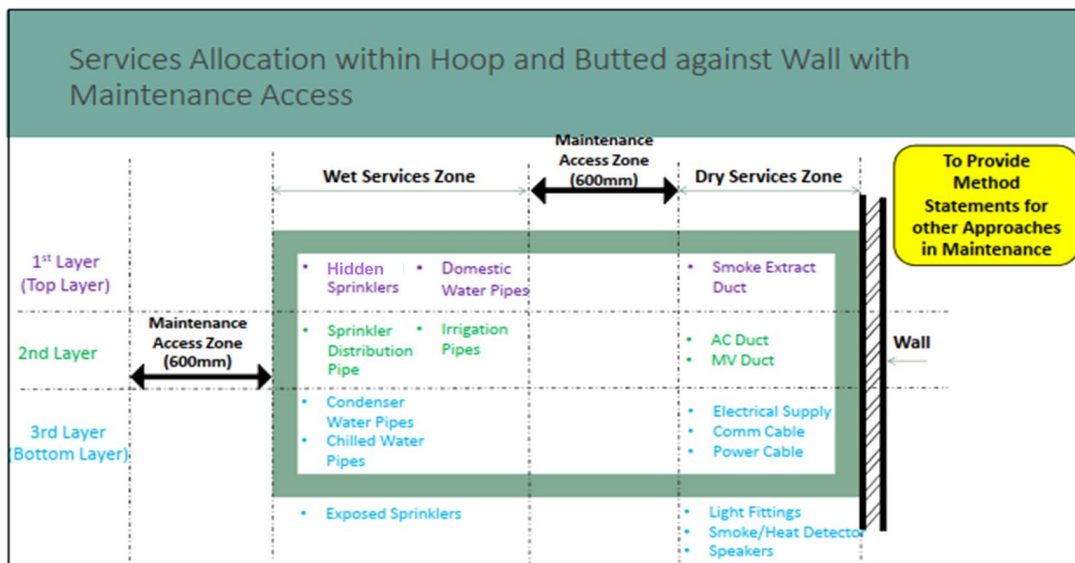 Services Allocation within Hoop and Butted against Wall with
Maintenance Access
Maintenance
Access Zone
(600mm)
Wet Services Zone
Dry Services Zone
To Provide
Method
Statements for
other Approaches
in Maintenance
1st Layer
(Top Layer)
• Hidden
Sprinklers
• Domestic
Water Pipes
• Smoke Extract
Duct
Maintenance
Access Zone
(600mm)
2nd Layer
• Sprinkler
Distribution
Pipe
• Irrigation
Pipes
• AC Duct
• MV Duct
Wall
3rd Layer
(Bottom Layer)
• Condenser
Water Pipes
• Chilled Water
Pipes
• Electrical Supply
• Comm Cable
• Power Cable
• Exposed Sprinklers
• Light Fittings
• Smoke/Heat Detector
• Speakers